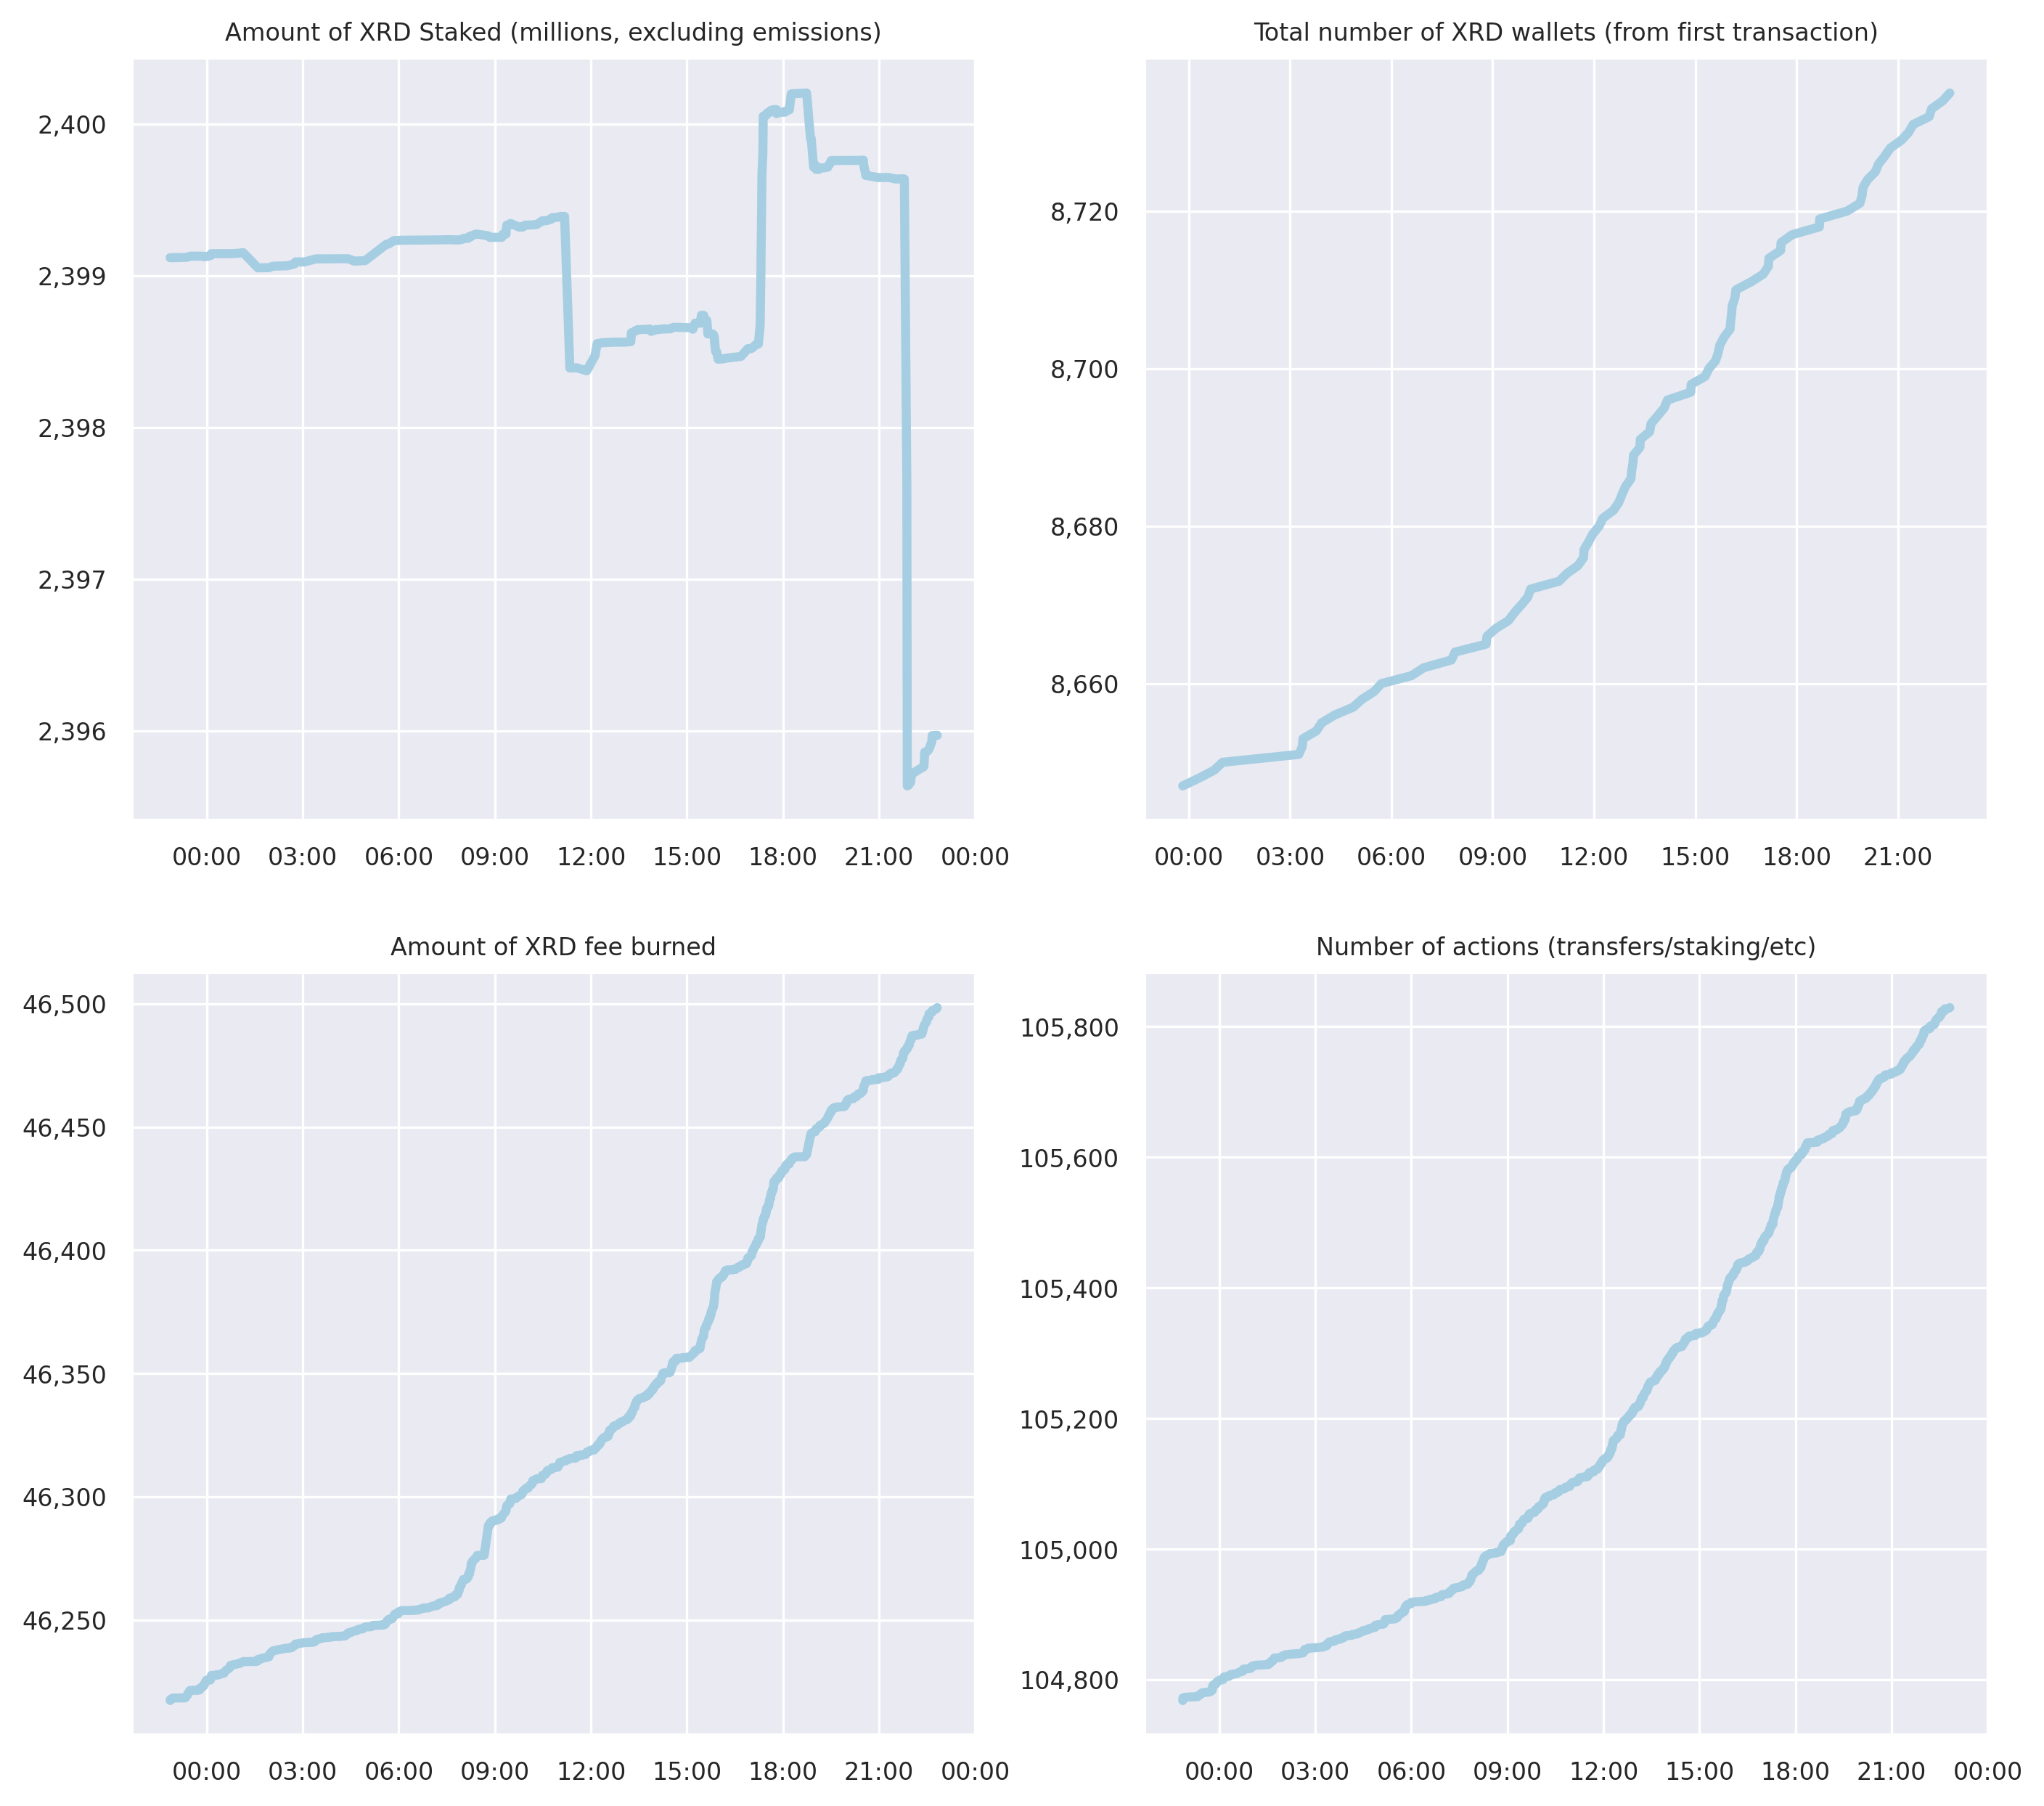 Amount of XRD Staked (millions, excluding emissions)
2,400
2,399
2,398
2,397
2,396
00:00 03:00 06:00 09:00 12:00 15:00 18:00 21:00 00:00
Total number of XRD wallets (from first transaction)
8,720
8,700
8,680
8,660
00:00 03:00 06:00 09:00 12:00 15:00 18:00 21:00
Amount of XRD fee burned
46,500
46,450
46,400
46,350
46,300
46,250
00:00 03:00 06:00 09:00 12:00 15:00 18:00 21:00 00:00
Number of actions (transfers/staking/etc)
105,800
105,600
105,400
105,200
105,000
104,800
00:00 03:00 06:00 09:00 12:00 15:00 18:00 21:00 00:00